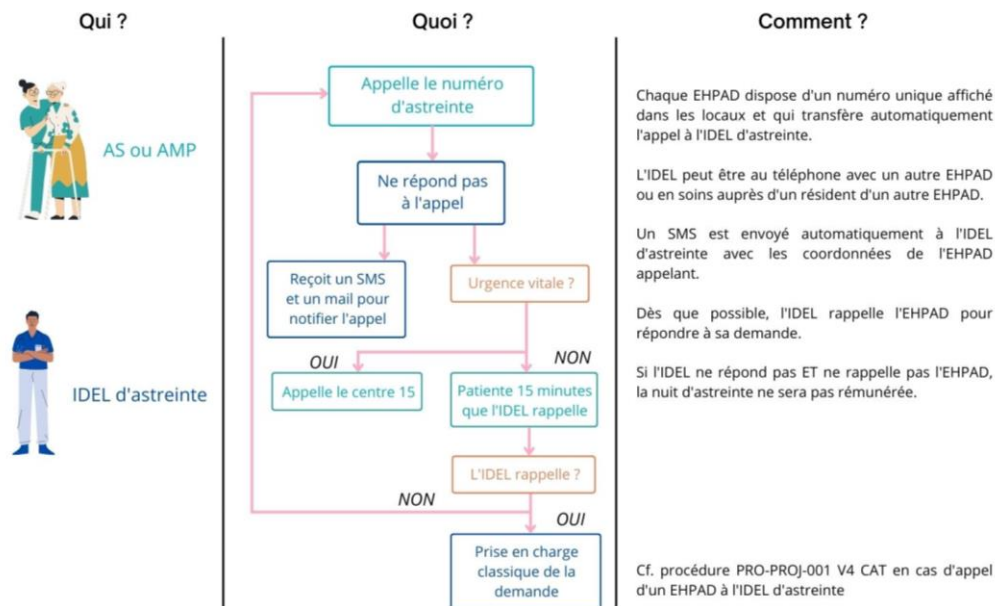 Qui ?
Quoi ?
Comment ?
AS ou AMP
IDEL d'astreinte
Appelle le numéro
d'astreinte
Ne répond pas
à l'appel
Reçoit un SMS
et un mail pour
notifier l'appel
Urgence vitale ?
OUI
NON
Appelle le centre 15
Patiente 15 minutes
que l'IDEL rappelle
L'IDEL rappelle ?
NON
OUI
Prise en charge
classique de la
demande
Chaque EHPAD dispose d'un numéro unique affiché
dans les locaux et qui transfère automatiquement
l'appel à l'IDEL d'astreinte.
L'IDEL peut être au téléphone avec un autre EHPAD
ou en soins auprès d'un résident d'un autre EHPAD.
Un SMS est envoyé automatiquement à l'IDEL
d'astreinte avec les coordonnées de l'EHPAD
appelant.
Dès que possible, l'IDEL rappelle l'EHPAD pour
répondre à sa demande.
Si l'IDEL ne répond pas ET ne rappelle pas l'EHPAD,
la nuit d'astreinte ne sera pas rémunérée.
Cf. procédure PRO-PROJ-001 V4 CAT en cas d'appel
d'un EHPAD à l'IDEL d'astreinte